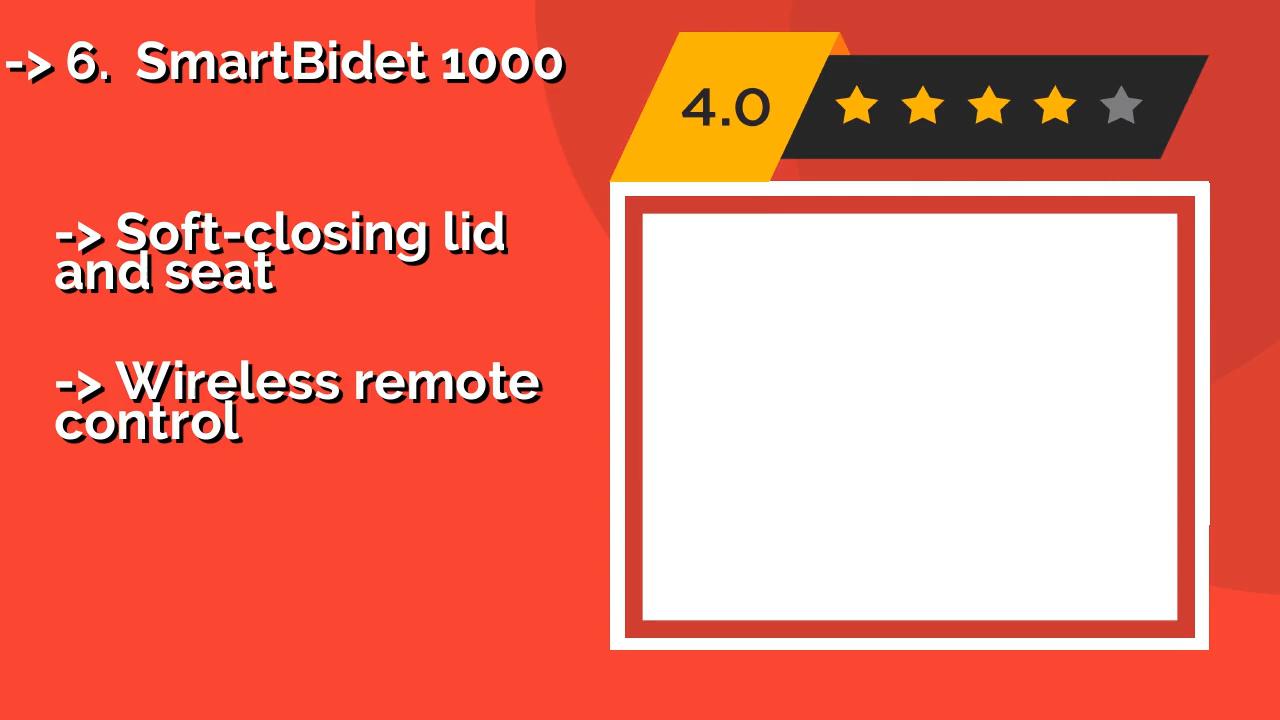 -> 6.  SmartBidet 1000
4.0
-> Soft-closing lid
and seat
-> Wireless remote
control